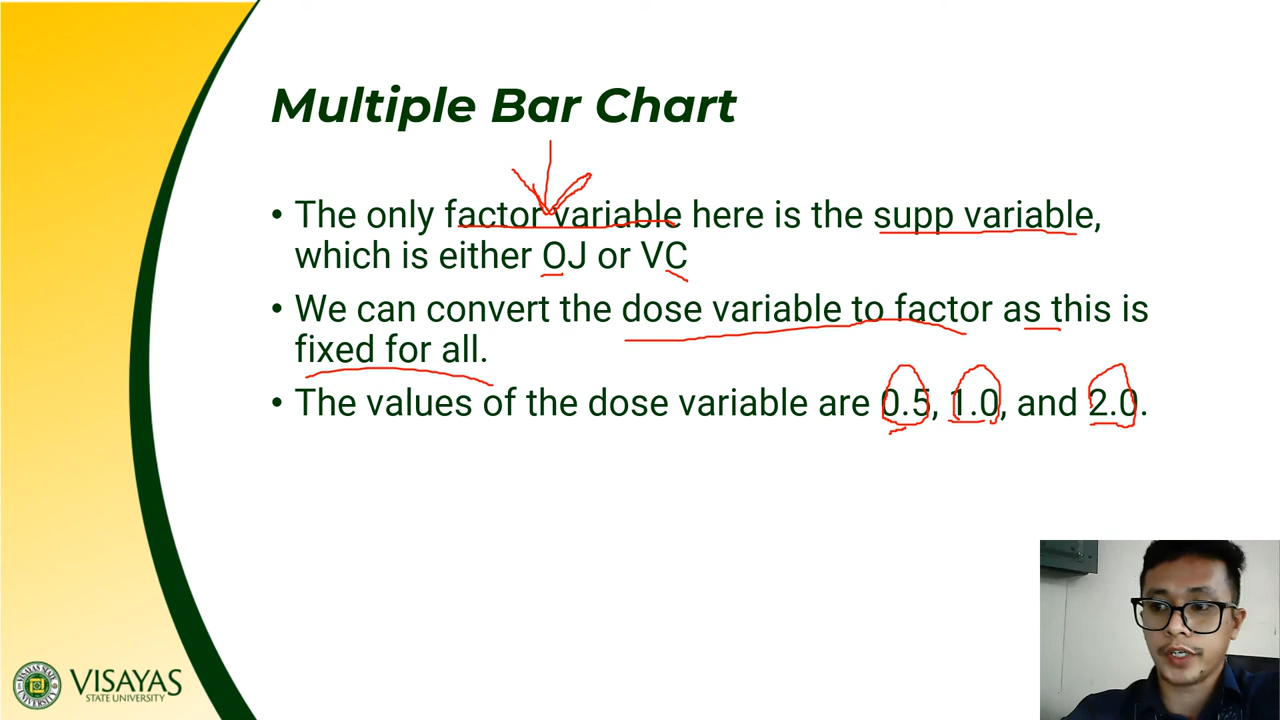 Multiple Bar Chart
• The only factor variable here is the supp variable,
which is either OJ or VC
• We can convert the dose variable to factor as this is
fixed for all.
• The values of the dose variable are 0.5, 1.0, and 2.0.
VISAYAS
STATE UNIVERSITY